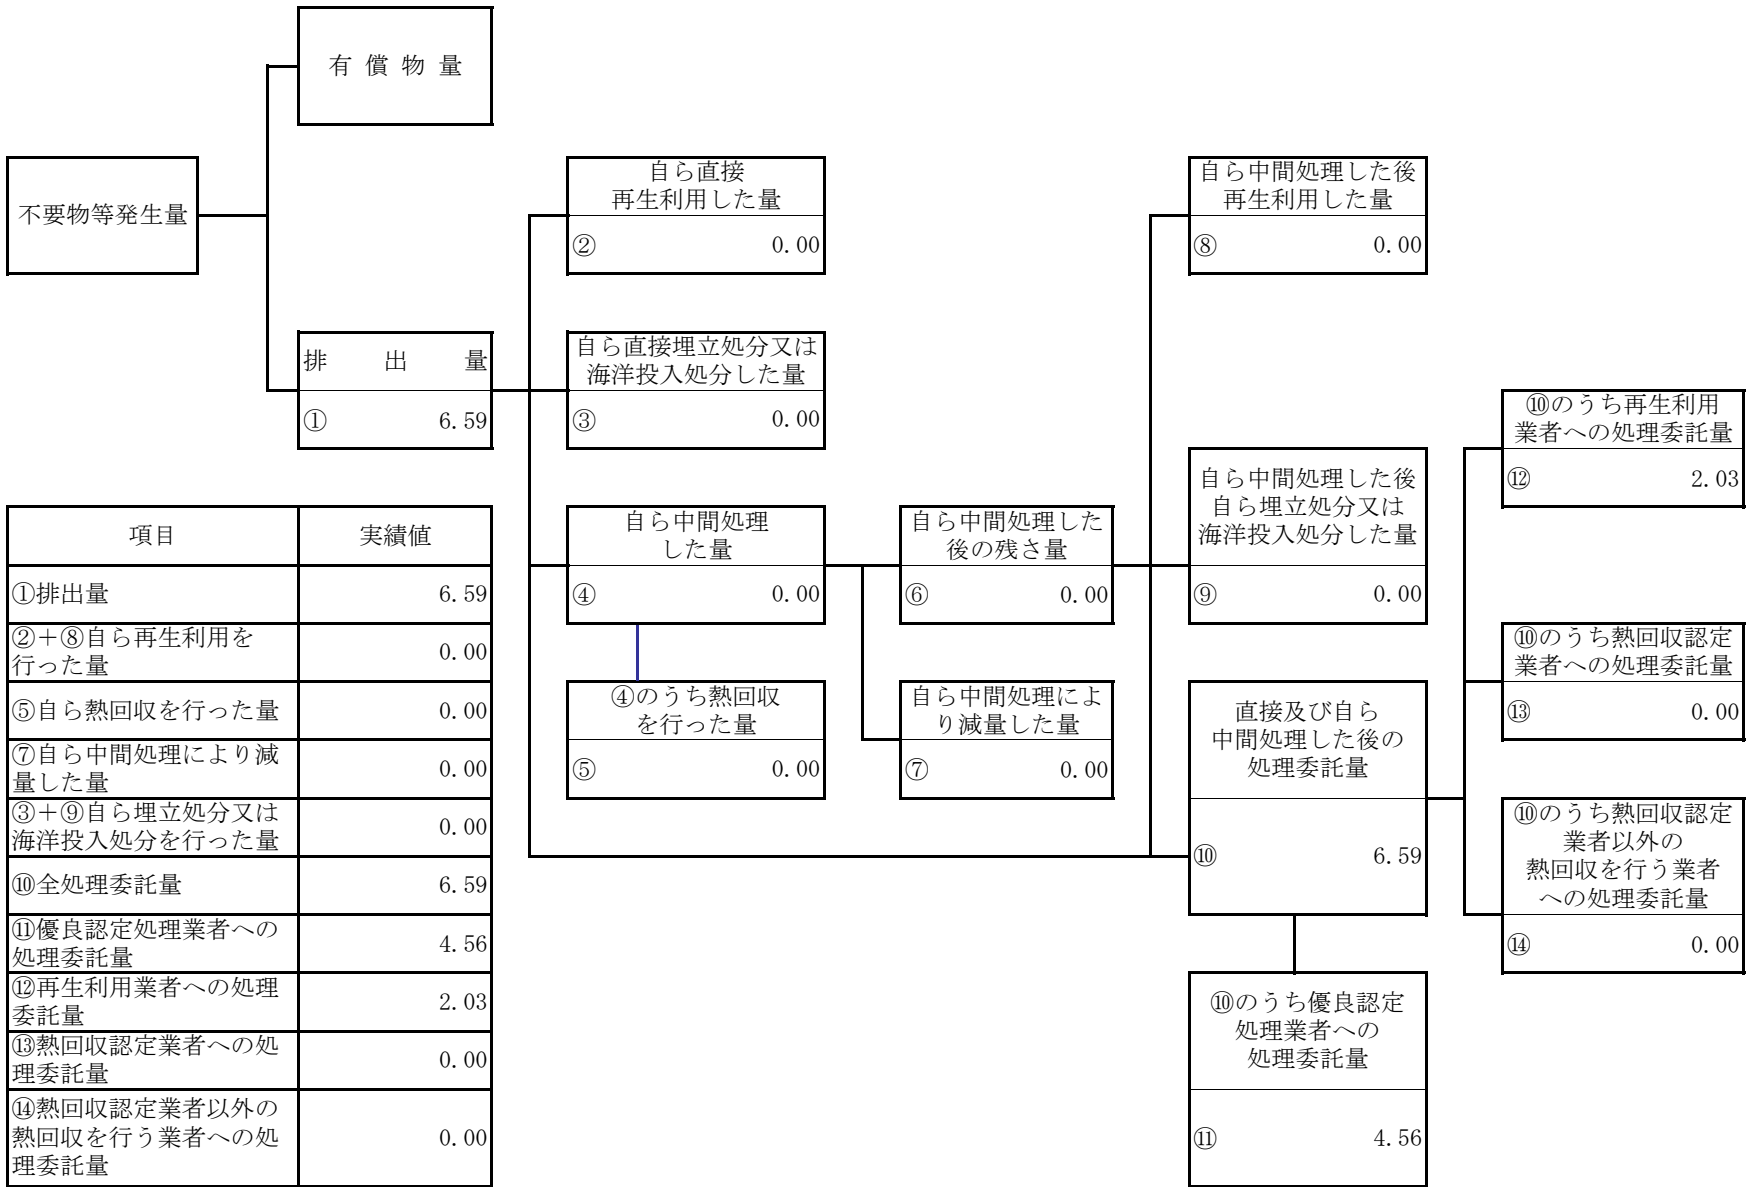 有償物量
不要物等発生量
自ら直接
再生利用した量
② 0.00
自ら中間処理した後
再生利用した量
⑧ 0.00
排出量
① 6.59
自ら直接埋立処分又は
海洋投入処分した量
③ 0.00
⑩のうち再生利用
業者への処理委託量
⑫ 2.03
自ら中間処理した後
自ら埋立処分又は
海洋投入処分した量
⑨ 0.00
自ら中間処理
した量
④ 0.00
自ら中間処理した
後の残さ量
⑥ 0.00
⑩のうち熱回収認定
業者への処理委託量
⑬ 0.00
④のうち熱回収
を行った量
⑤ 0.00
自ら中間処理によ
り減量した量
⑦ 0.00
直接及び自ら
中間処理した後の
処理委託量
⑩ 6.59
⑩のうち熱回収認定
業者以外の
熱回収を行う業者
への処理委託量
⑭ 0.00
⑩のうち優良認定
処理業者への
処理委託量
⑪ 4.56
項目 実績値
①排出量 6.59
②＋⑧自ら再生利用を
行った量 0.00
⑤自ら熱回収を行った量 0.00
⑦自ら中間処理により減
量した量 0.00
③＋⑨自ら埋立処分又は
海洋投入処分を行った量 0.00
⑩全処理委託量 6.59
⑪優良認定処理業者への
処理委託量 4.56
⑫再生利用業者への処理
委託量 2.03
⑬熱回収認定業者への処
理委託量 0.00
⑭熱回収認定業者以外の
熱回収を行う業者への処
理委託量 0.00